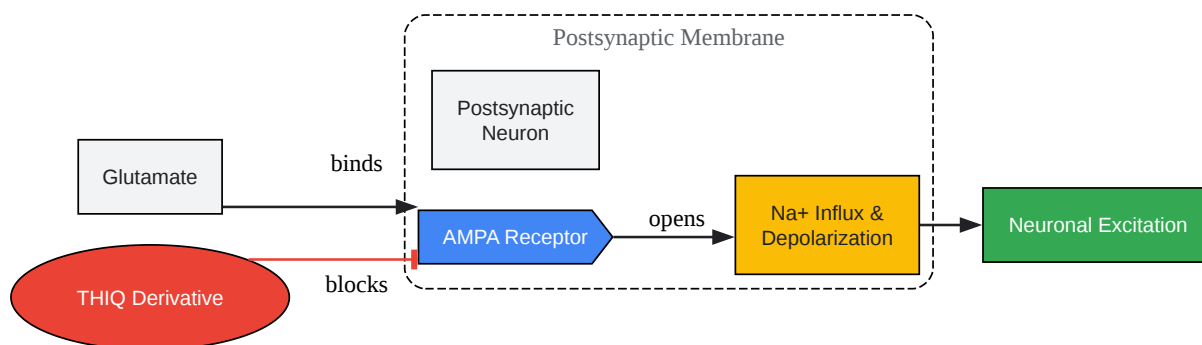 Postsynaptic Membrane
Postsynaptic
Neuron
Glutamate
binds
AMPA Receptor
opens
Na+ Influx &
Depolarization
Neuronal Excitation
THIQ Derivative
blocks